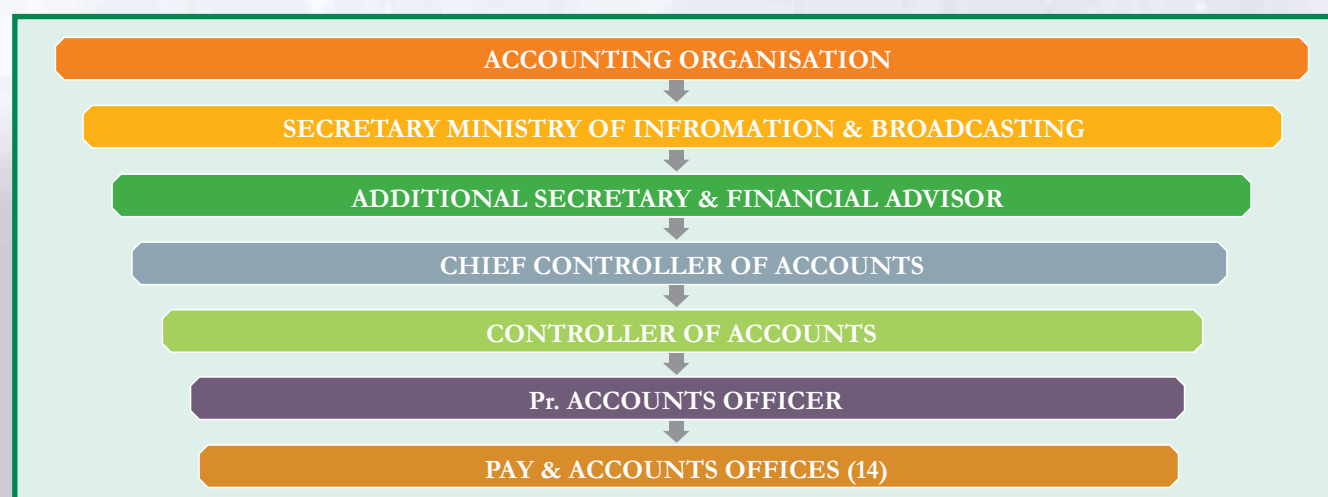 ACCOUNTING ORGANISATION
SECRETARY MINISTRY OF INFROMATION & BROADCASTING
ADDITIONAL SECRETARY & FINANCIAL ADVISOR
CHIEF CONTROLLER OF ACCOUNTS
CONTROLLER OF ACCOUNTS
Pr. ACCOUNTS OFFICER
PAY & ACCOUNTS OFFICES (14)